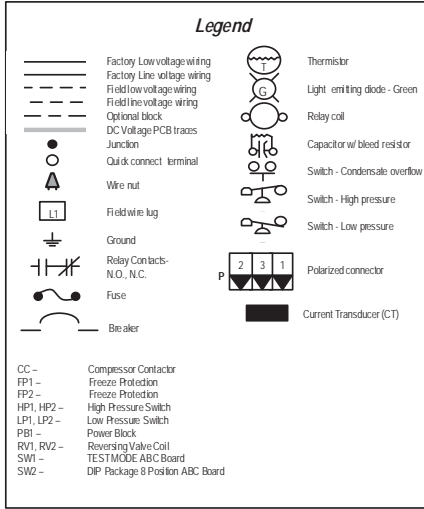 Legend
Factory Low voltage wiring
Factory Line voltage wiring
Field low voltage wiring
Field line voltage wiring
Optional block
DC Voltage PCB traces
Junction
Quick connect terminal
Wire nut
L1
Field wire lug
Ground
Relay Contacts-
N.O., N.C.
Fuse
Breaker
T
Thermistor
G
Light emitting diode - Green
Relay coil
Capacitor w/ bleed resistor
Switch - Condensate overflow
Switch - High pressure
Switch - Low pressure
P 2 3 1
Polarized connector
Current Transducer (CT)
CC – Compressor Contactor
FP1 – Freeze Protection
FP2 – Freeze Protection
HP1, HP2 – High Pressure Switch
LP1, LP2 – Low Pressure Switch
PB1 – Power Block
RV1, RV2 – Reversing Valve Coil
SW1 – TEST MODE ABC Board
SW2 – DIP Package 8 Position ABC Board